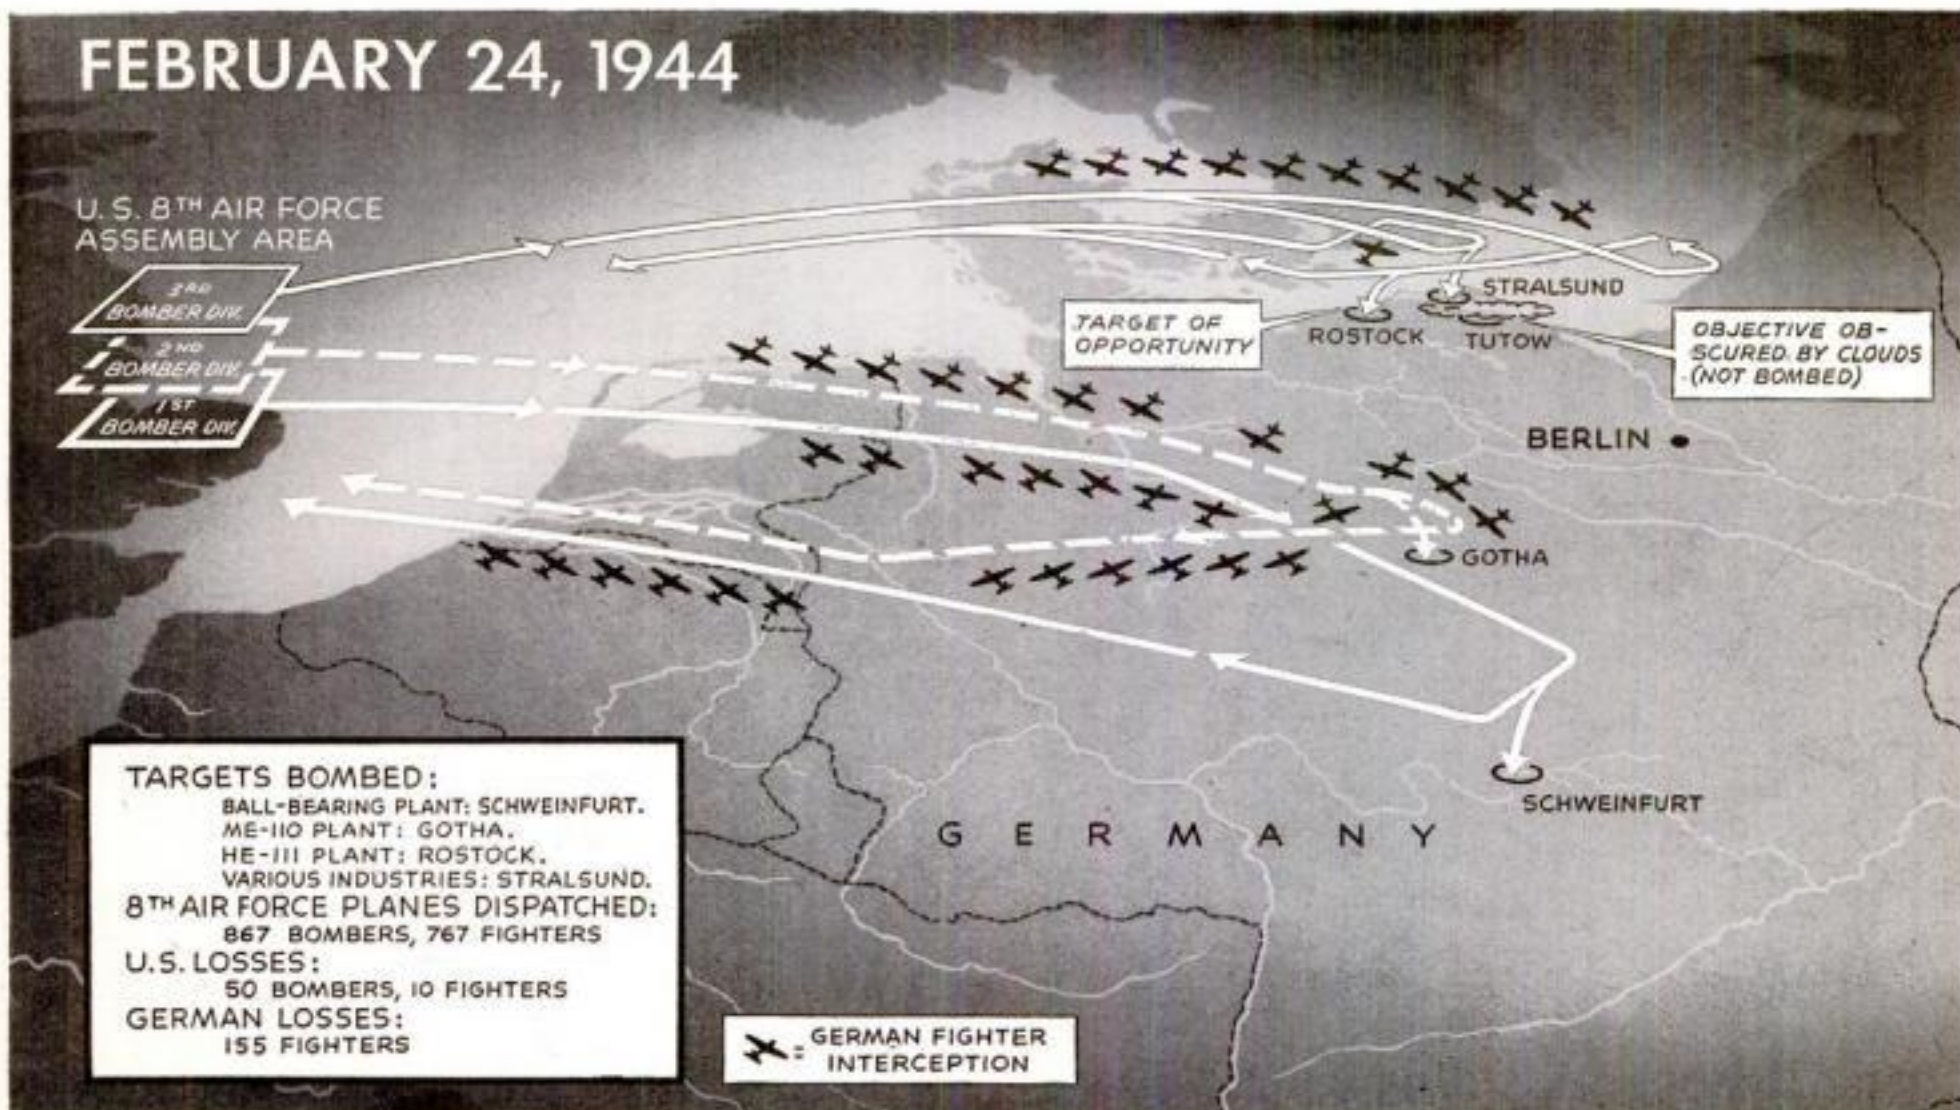 FEBRUARY 24, 1944
U.S. 8TH AIR FORCE
ASSEMBLY AREA
3RD
BOMBER DIV.
2ND
BOMBER DIV.
1ST
BOMBER DIV.
STRALSUND
TARGET OF
OPPORTUNITY
ROSTOCK
TUTOW
OBJECTIVE OB-
SCURED BY CLOUDS
(NOT BOMBED)
BERLIN
GOTHA
SCHWEINFURT
GERMANY
TARGETS BOMBED:
BALL-BEARING PLANT: SCHWEINFURT.
ME-110 PLANT: GOTHA.
HE-111 PLANT: ROSTOCK.
VARIOUS INDUSTRIES: STRALSUND.
8TH AIR FORCE PLANES DISPATCHED:
867 BOMBERS, 767 FIGHTERS
U.S. LOSSES:
50 BOMBERS, 10 FIGHTERS
GERMAN LOSSES:
155 FIGHTERS
= GERMAN FIGHTER
INTERCEPTION